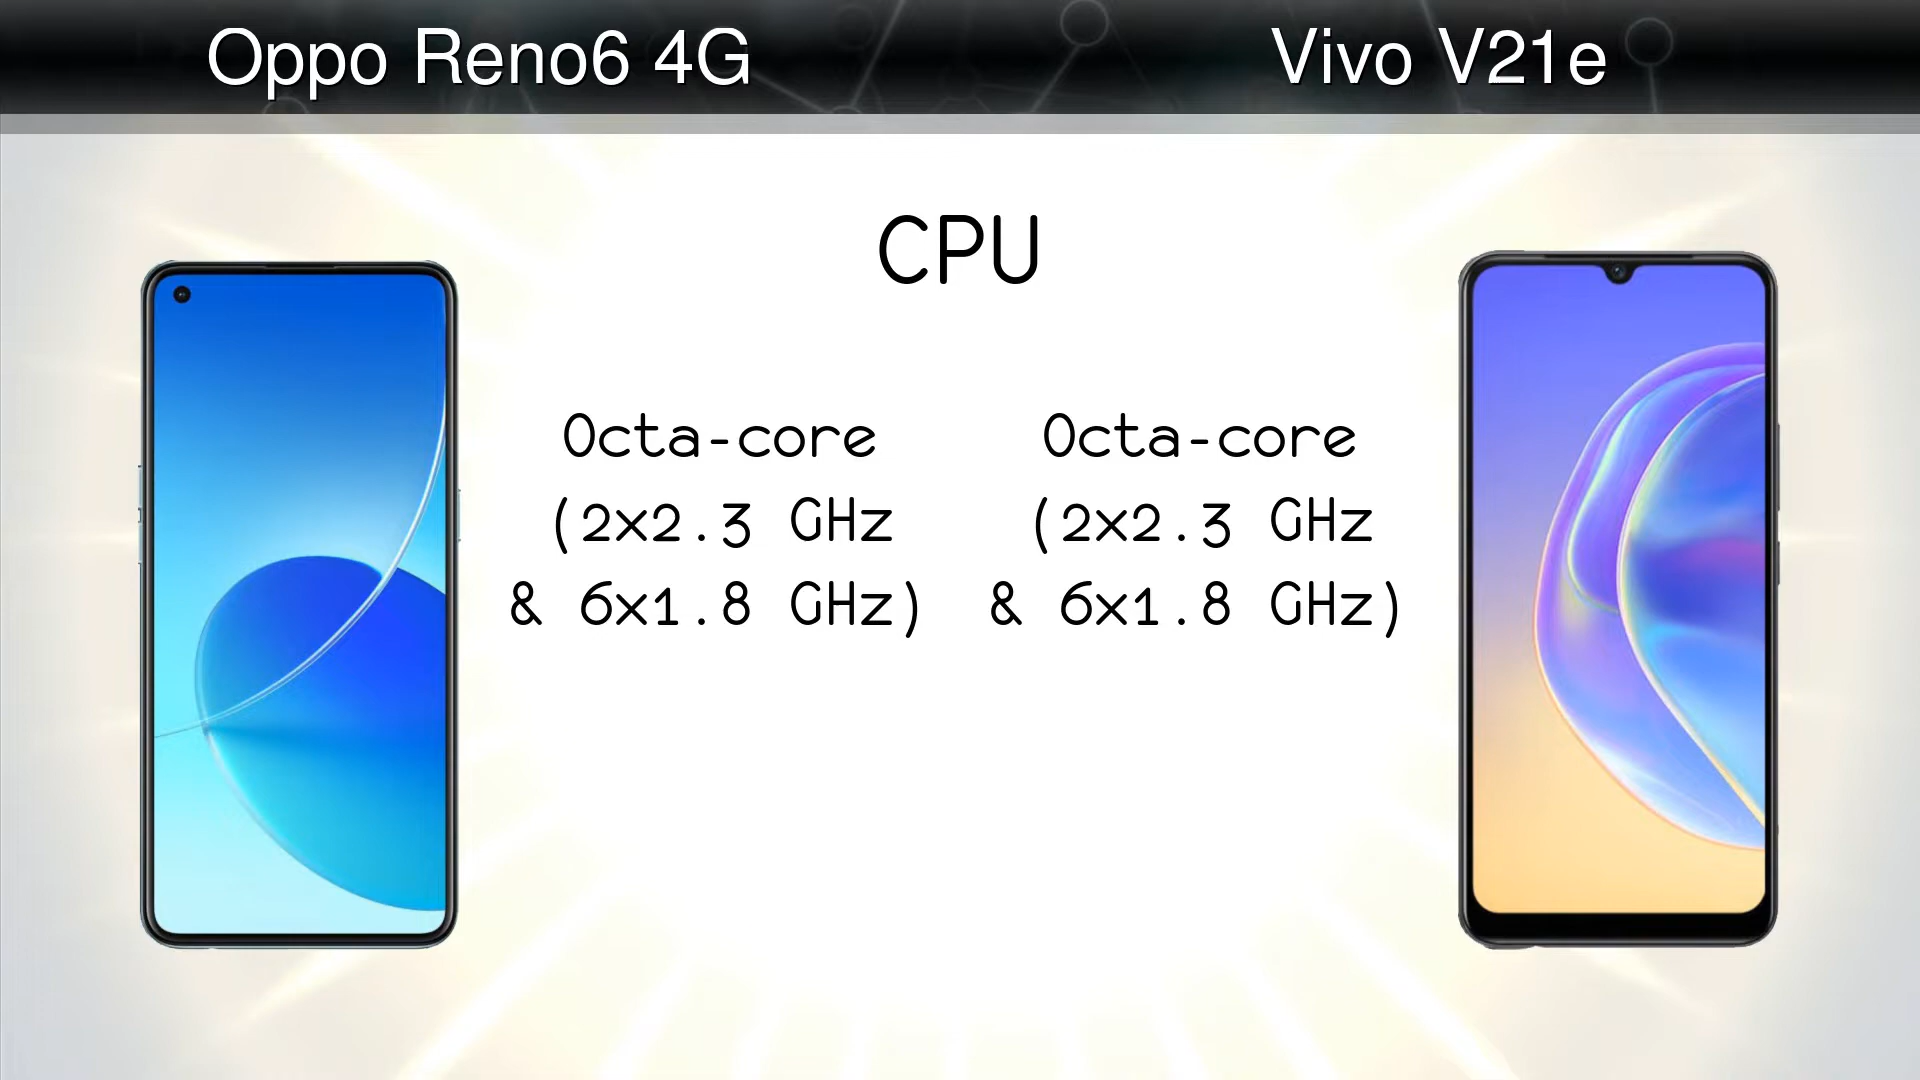 Oppo Reno6 4G
Vivo V21e
CPU
Octa-core
(2x2.3 GHz
& 6x1.8 GHz)
Octa-core
(2x2.3 GHz
& 6x1.8 GHz)